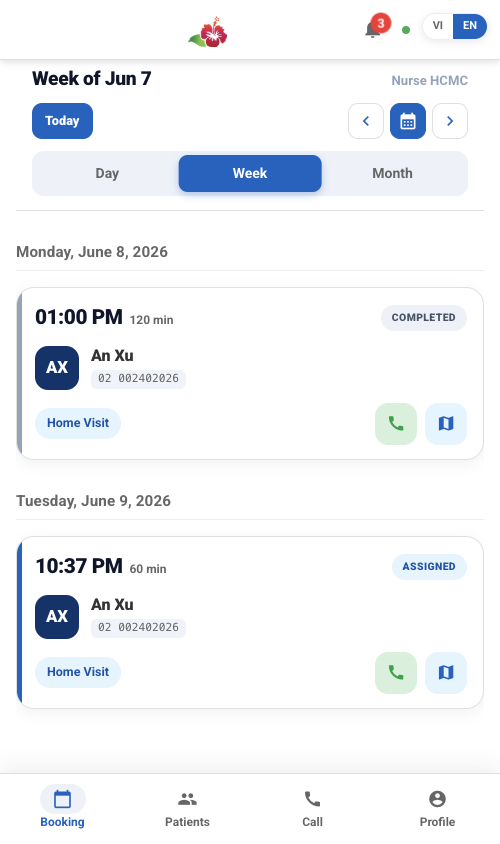 3
VI EN
Week of Jun 7
Nurse HCMC
Today
Day Week Month
Monday, June 8, 2026
01:00 PM 120 min
COMPLETED
AX
An Xu
02 002402026
Home Visit
Tuesday, June 9, 2026
10:37 PM 60 min
ASSIGNED
AX
An Xu
02 002402026
Home Visit
Booking Patients Call Profile